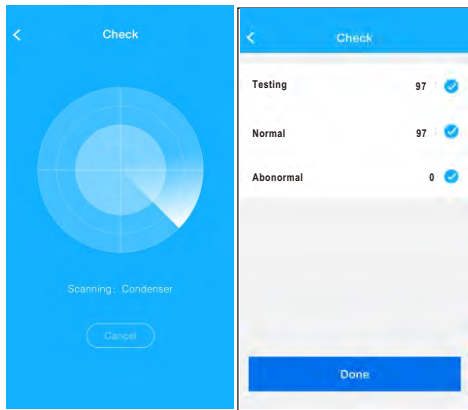 Check
Scanning: Condenser
Cancel
Check
Testing 97
Normal 97
Abonormal 0
Done